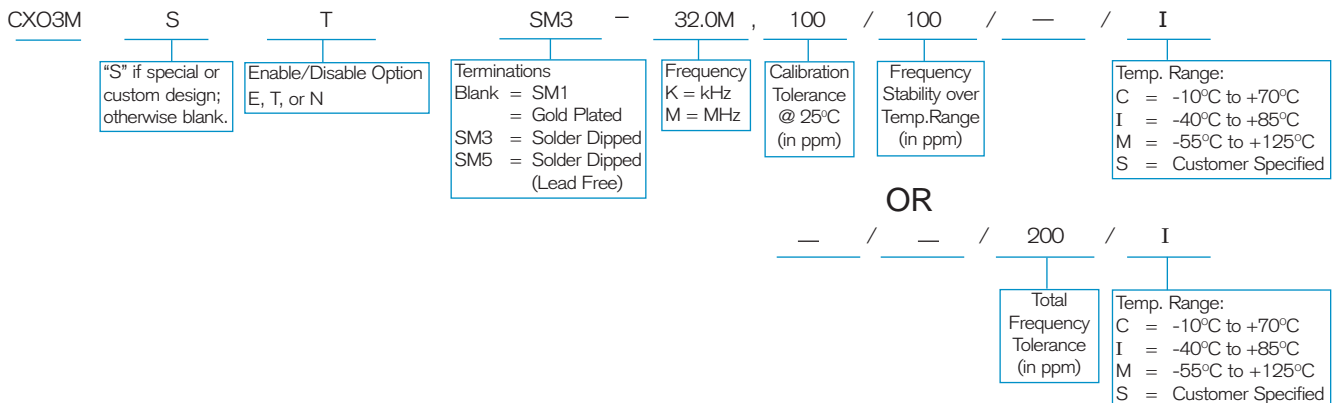 CXO3M S T SM3 – 32.0M , 100 / 100 / — / I
"S" if special or
custom design;
otherwise blank.
Enable/Disable Option
E, T, or N
Terminations
Blank = SM1
= Gold Plated
SM3 = Solder Dipped
SM5 = Solder Dipped
(Lead Free)
Frequency
K = kHz
M = MHz
Calibration
Tolerance
@ 25°C
(in ppm)
Frequency
Stability over
Temp.Range
(in ppm)
Temp. Range:
C = -10°C to +70°C
I = -40°C to +85°C
M = -55°C to +125°C
S = Customer Specified
OR
— / — / 200 / I
Total
Frequency
Tolerance
(in ppm)
Temp. Range:
C = -10°C to +70°C
I = -40°C to +85°C
M = -55°C to +125°C
S = Customer Specified